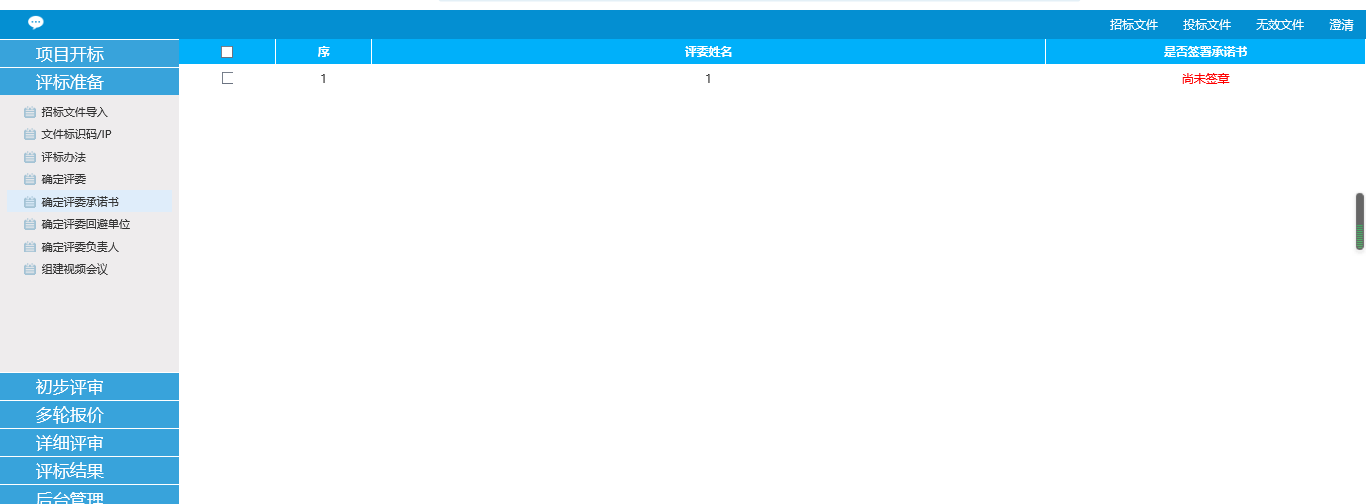 招标文件 投标文件 无效文件 澄清
项目开标
评标准备
招标文件导入
文件标识码/IP
评标办法
确定评委
确定评委承诺书
确定评委回避单位
确定评委负责人
组建视频会议
初步评审
多轮报价
详细评审
评标结果
后台管理
序 评委姓名 是否签署承诺书
1 1 尚未签章